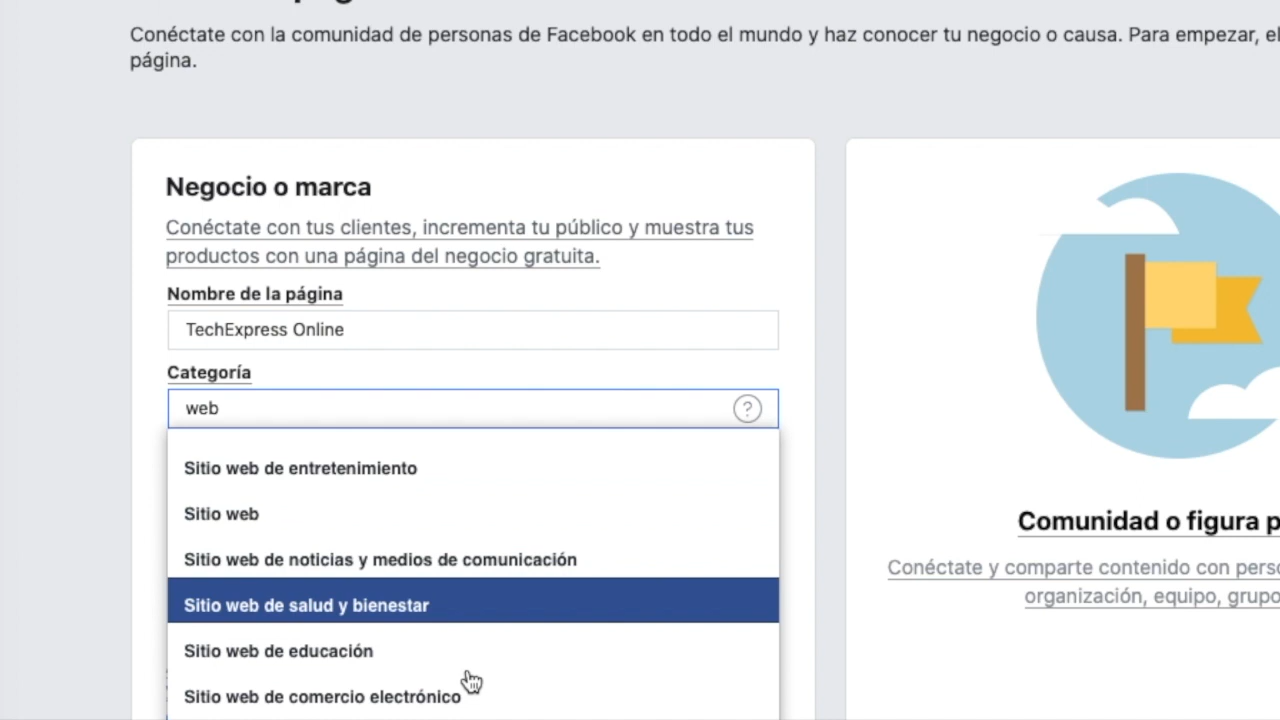 Conéctate con la comunidad de personas de Facebook en todo el mundo y haz conocer tu negocio o causa. Para empezar, el
página.
Negocio o marca
Conéctate con tus clientes, incrementa tu público y muestra tus
productos con una página del negocio gratuita.
Nombre de la página
TechExpress Online
Categoría
web
?
Sitio web de entretenimiento
Sitio web
Sitio web de noticias y medios de comunicación
Sitio web de salud y bienestar
Sitio web de educación
Sitio web de comercio electrónico
Comunidad o figura p
Conéctate y comparte contenido con perso
organización, equipo, grupo